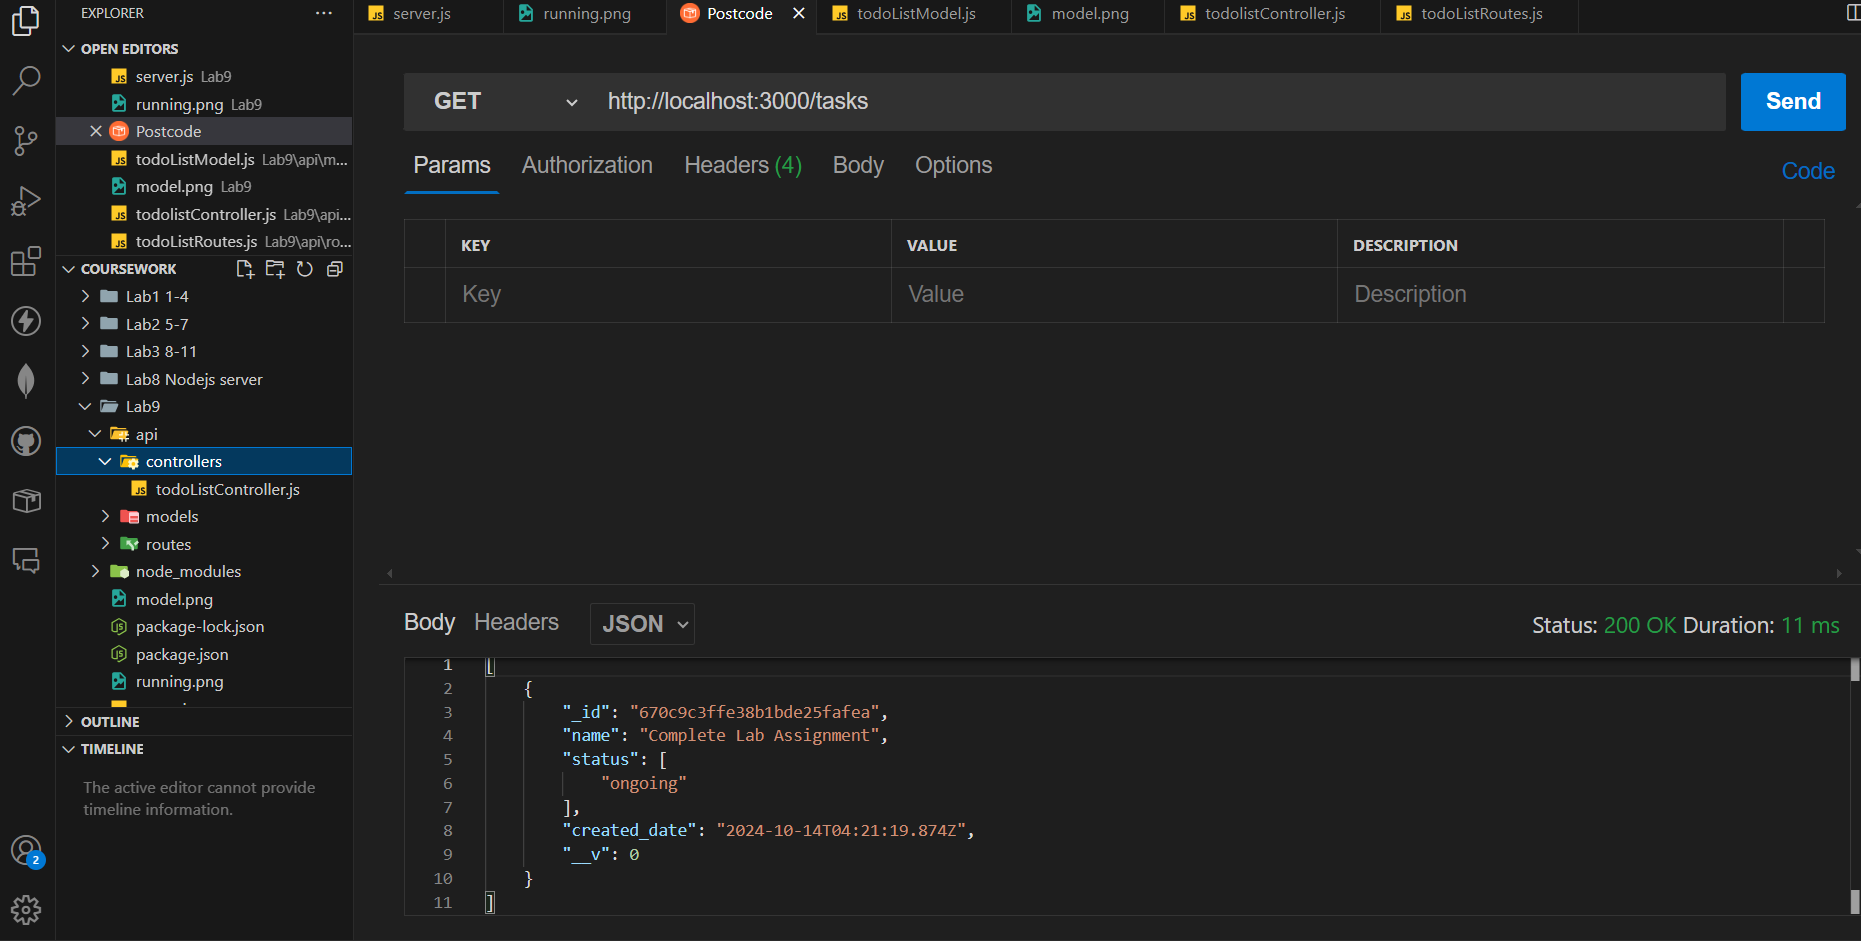 EXPLORER
OPEN EDITORS
server.js Lab9
running.png Lab9
Postcode
todoListModel.js Lab9\api\m...
model.png Lab9
todolistController.js Lab9\api...
todoListRoutes.js Lab9\api\ro...
COURSEWORK
Lab1 1-4
Lab2 5-7
Lab3 8-11
Lab8 Nodejs server
Lab9
api
controllers
todoListController.js
models
routes
node_modules
model.png
package-lock.json
package.json
running.png
OUTLINE
TIMELINE
The active editor cannot provide
timeline information.
2
server.js running.png Postcode todoListModel.js model.png todolistController.js todoListRoutes.js
GET http://localhost:3000/tasks Send
Params Authorization Headers (4) Body Options Code
KEY VALUE DESCRIPTION
Key Value Description
Body Headers JSON Status: 200 OK Duration: 11 ms
1 [
2 {
3 "_id": "670c9c3ffe38b1bde25fafea",
4 "name": "Complete Lab Assignment",
5 "status": [
6 "ongoing"
7 ],
8 "created_date": "2024-10-14T04:21:19.874Z",
9 "__v": 0
10 }
11 ]